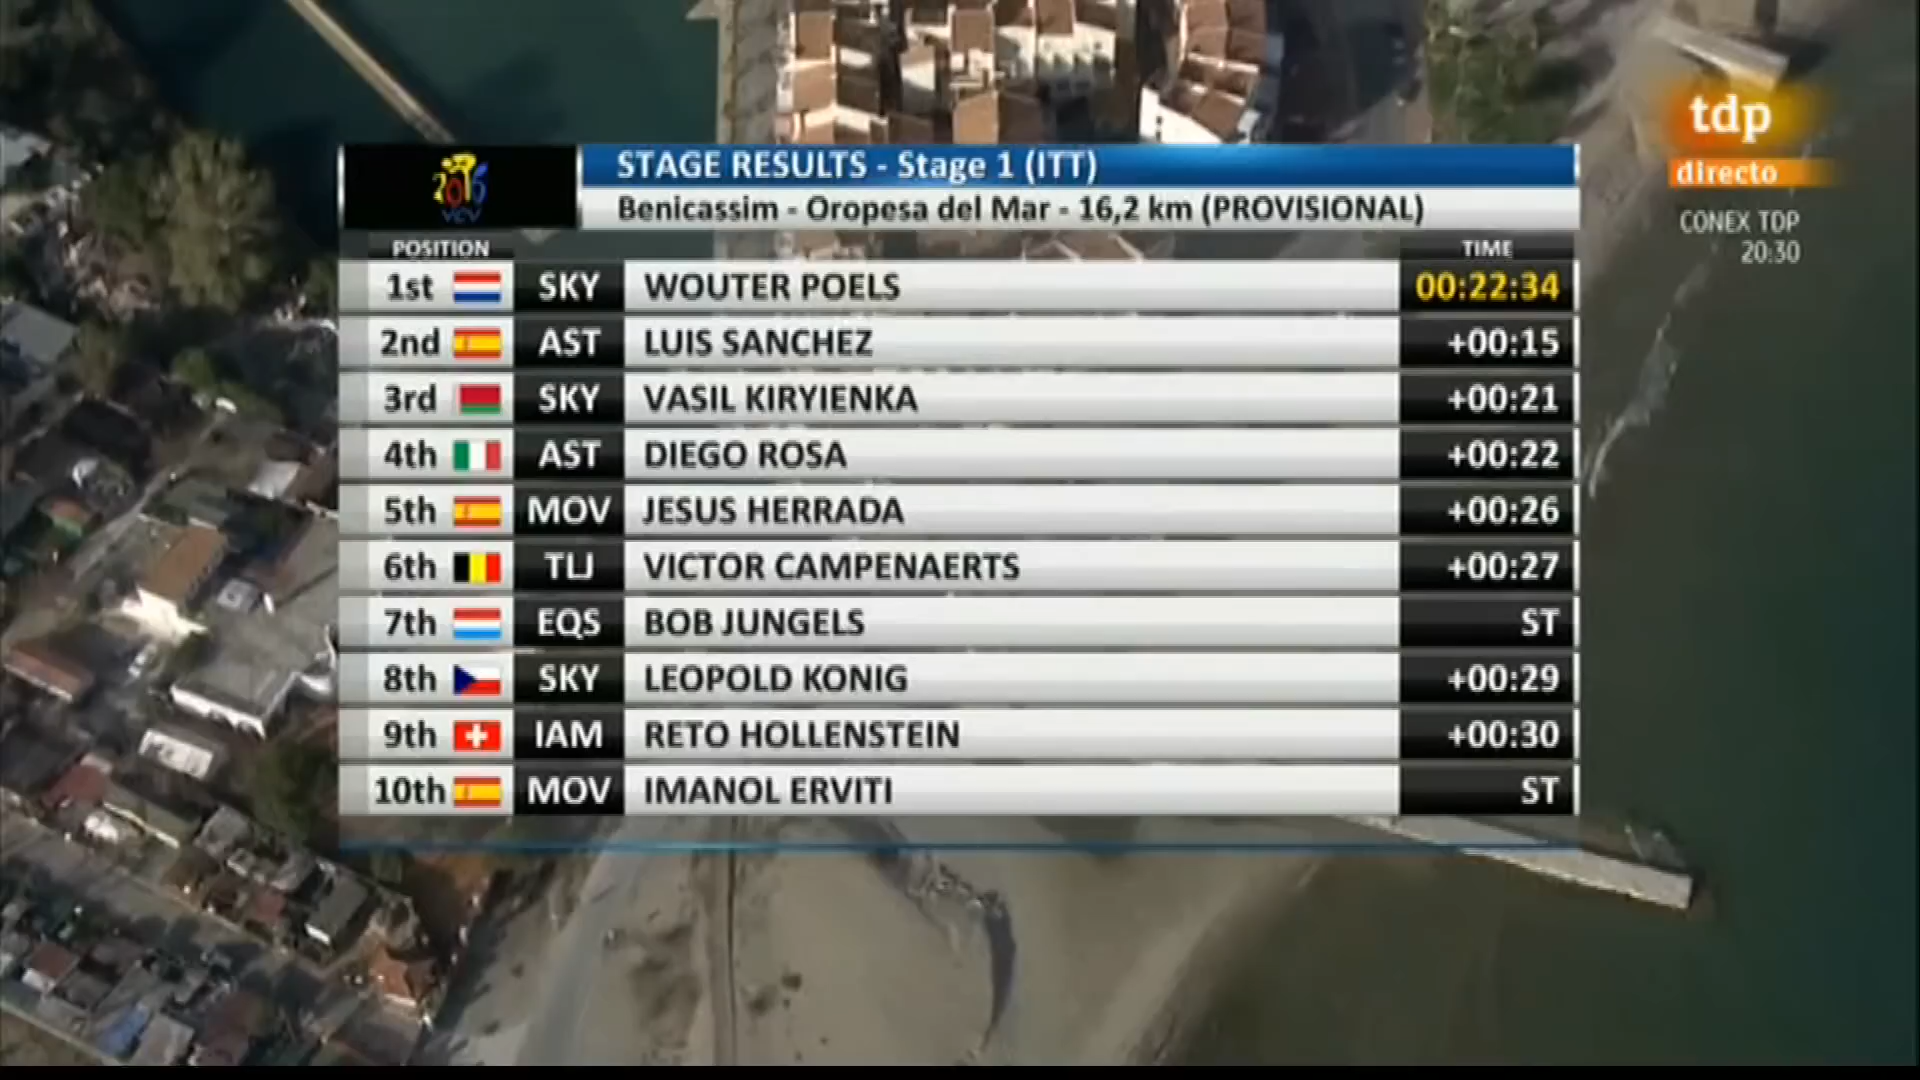 tdp
directo
CONEX TDP
20:30
2016
VCV
STAGE RESULTS - Stage 1 (ITT)
Benicassim - Oropesa del Mar - 16,2 km (PROVISIONAL)
POSITION TIME
1st SKY WOUTER POELS 00:22:34
2nd AST LUIS SANCHEZ +00:15
3rd SKY VASIL KIRYIENKA +00:21
4th AST DIEGO ROSA +00:22
5th MOV JESUS HERRADA +00:26
6th TLJ VICTOR CAMPENAERTS +00:27
7th EQS BOB JUNGELS ST
8th SKY LEOPOLD KONIG +00:29
9th IAM RETO HOLLENSTEIN +00:30
10th MOV IMANOL ERVITI ST